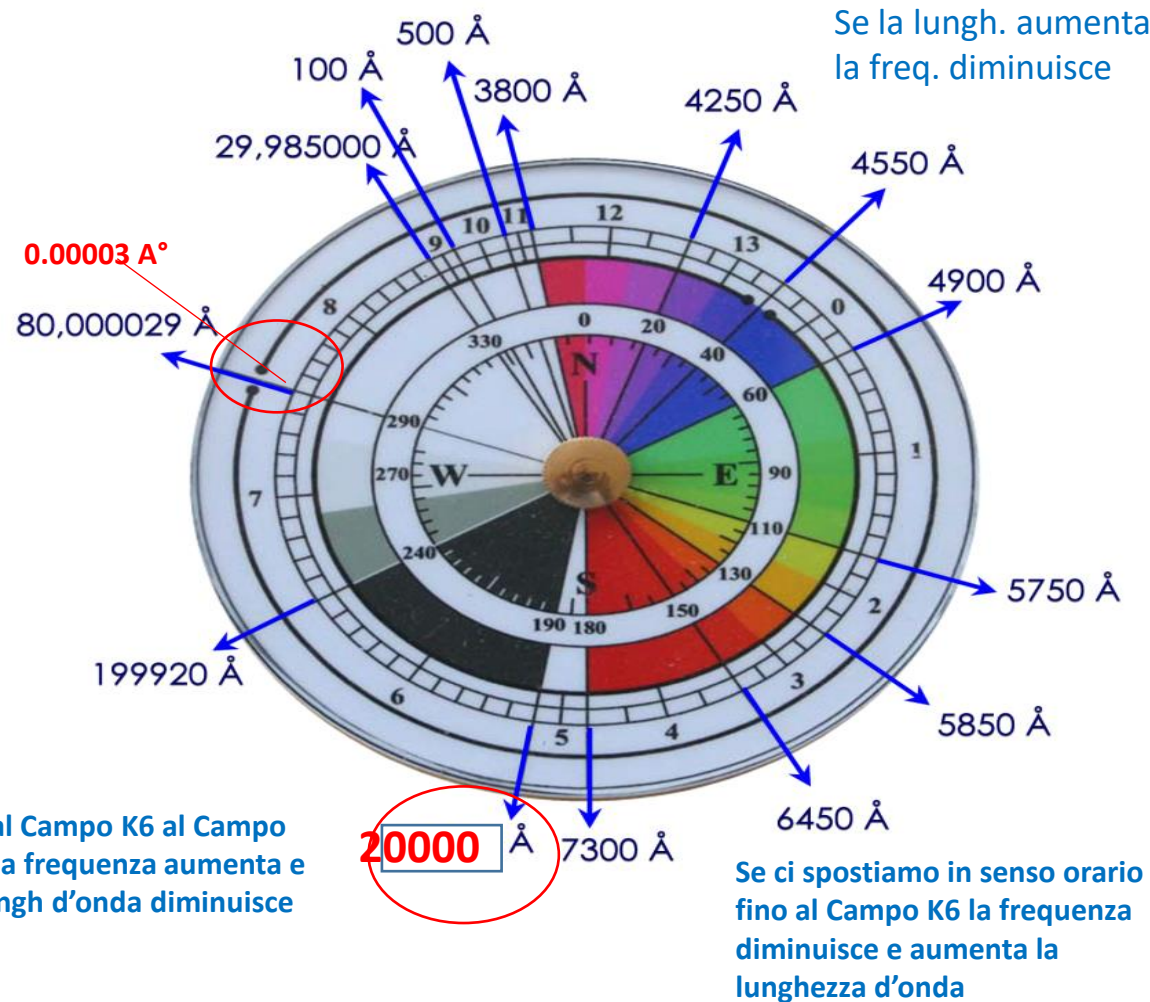 Se la lungh. aumenta
la freq. diminuisce
500 Å
100 Å
3800 Å
4250 Å
29,985000 Å
4550 Å
0.00003 A°
4900 Å
80,000029 Å
11
12
10
13
9
8
0
7
1
6
2
5
4
3
0
20
330
40
N
60
290
270
W
E
90
110
240
130
S
150
190
180
5750 Å
199920 Å
5850 Å
6450 Å
20000 Å
7300 Å
al Campo K6 al Campo
a frequenza aumenta e
ngh d’onda diminuisce
Se ci spostiamo in senso orario
fino al Campo K6 la frequenza
diminuisce e aumenta la
lunghezza d’onda